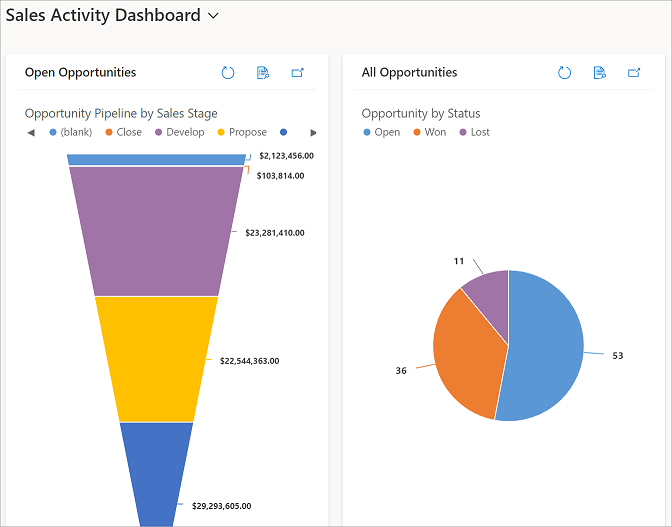 Sales Activity Dashboard
Open Opportunities
Opportunity Pipeline by Sales Stage
(blank) Close Develop Propose
$2,123,456.00
$103,814.00
$23,281,410.00
$22,544,363.00
$29,293,605.00
All Opportunities
Opportunity by Status
Open Won Lost
11
53
36